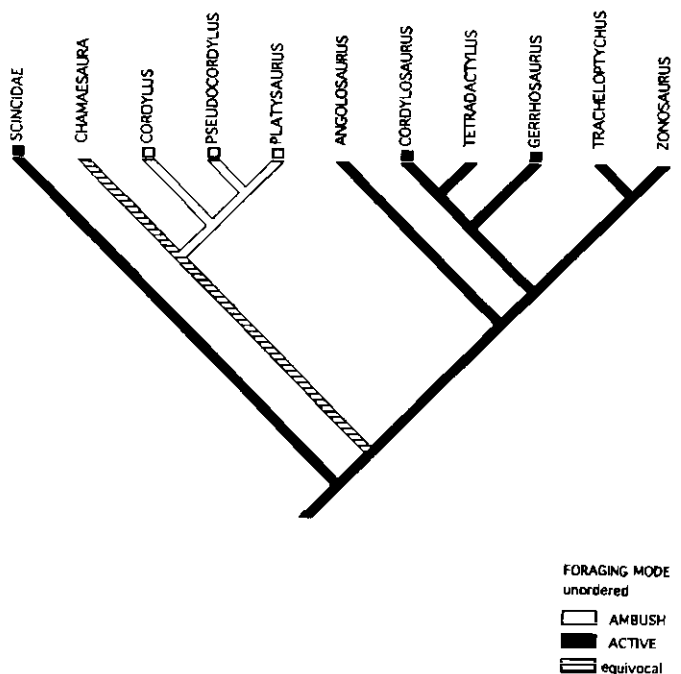 SCINCIDAE
CHAMAESAURA
CORDYLUS
PSEUDOCORDYLUS
PLATYSAURUS
ANGOLOSAURUS
CORDYLOSAURUS
TETRADACTYLUS
GERRHOSAURUS
TRACHELOPTYCHUS
ZONOSAURUS
FORAGING MODE
unordered
AMBUSH
ACTIVE
equivocal